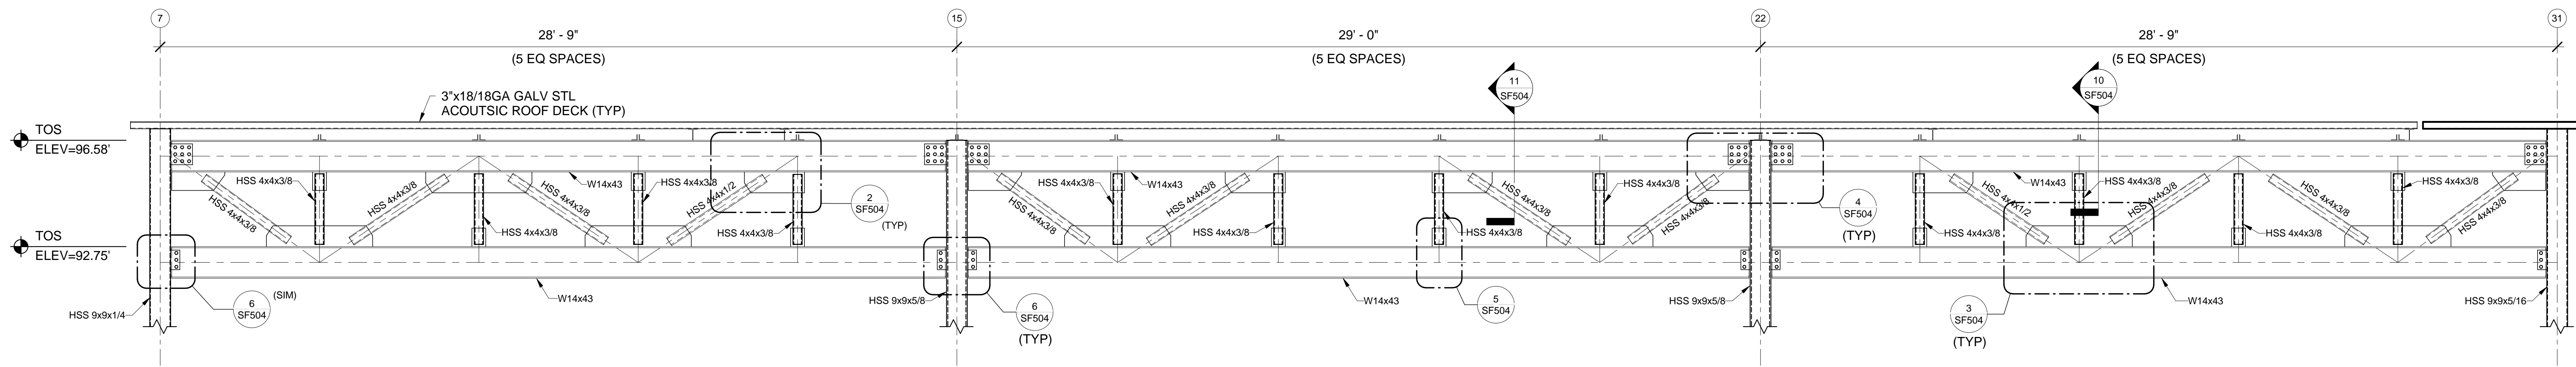 7
15
22
31
28' - 9"
29' - 0"
28' - 9"
(5 EQ SPACES)
(5 EQ SPACES)
(5 EQ SPACES)
11
SF504
10
SF504
3"x18/18GA GALV STL
ACOUTSIC ROOF DECK (TYP)
TOS
ELEV=96.58'
TOS
ELEV=92.75'
HSS 4x4x3/8
HSS 4x4x3/8
HSS 4x4x3/8
HSS 4x4x3/8
HSS 4x4x3/8
W14x43
HSS 4x4x3/8
HSS 4x4x1/2
HSS 4x4x3/8
2
SF504
(TYP)
HSS 4x4x3/8
HSS 4x4x3/8
W14x43
HSS 4x4x3/8
HSS 4x4x3/8
HSS 4x4x3/8
HSS 4x4x3/8
HSS 4x4x3/8
HSS 4x4x3/8
4
SF504
(TYP)
HSS 4x4x3/8
HSS 4x4x1/2
W14x43
HSS 4x4x3/8
HSS 4x4x3/8
HSS 4x4x3/8
HSS 4x4x3/8
HSS 4x4x3/8
HSS 4x4x3/8
HSS 9x9x1/4
6
SF504
(SIM)
W14x43
HSS 9x9x5/8
6
SF504
(TYP)
W14x43
5
SF504
HSS 9x9x5/8
3
SF504
(TYP)
W14x43
HSS 9x9x5/16